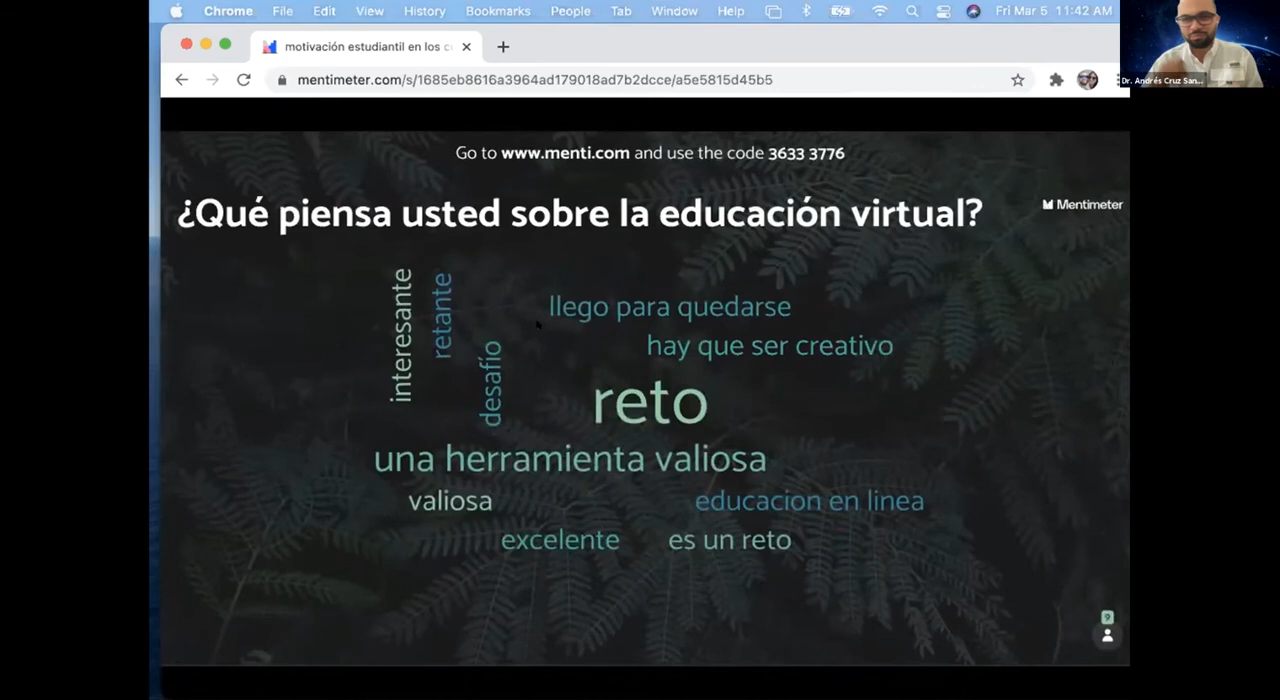 Chrome File Edit View History Bookmarks People Tab Window Help Fri Mar 5 11:42 AM
motivación estudiantil en los c
mentimeter.com/s/1685eb8616a3964ad179018ad7b2dcce/a5e5815d45b5
Dr. Andrés Cruz San...
Go to www.menti.com and use the code 3633 3776
¿Qué piensa usted sobre la educación virtual?
Mentimeter
interesante
retante
desafío
llego para quedarse
hay que ser creativo
reto
una herramienta valiosa
valiosa
educacion en linea
excelente
es un reto
9